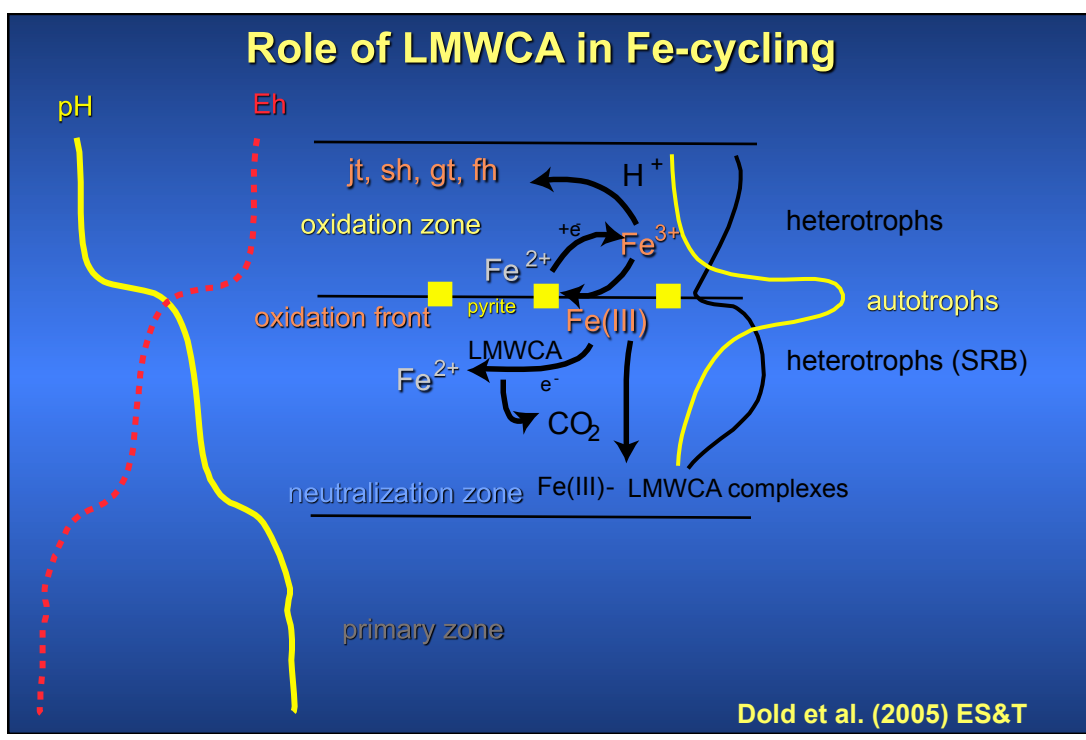 Role of LMWCA in Fe-cycling
pH
Eh
jt, sh, gt, fh
H+
heterotrophs
oxidation zone
+e-
Fe3+
Fe2+
autotrophs
pyrite
oxidation front
Fe(III)
LMWCA
heterotrophs (SRB)
Fe2+
e-
CO2
neutralization zone
Fe(III)- LMWCA complexes
primary zone
Dold et al. (2005) ES&T